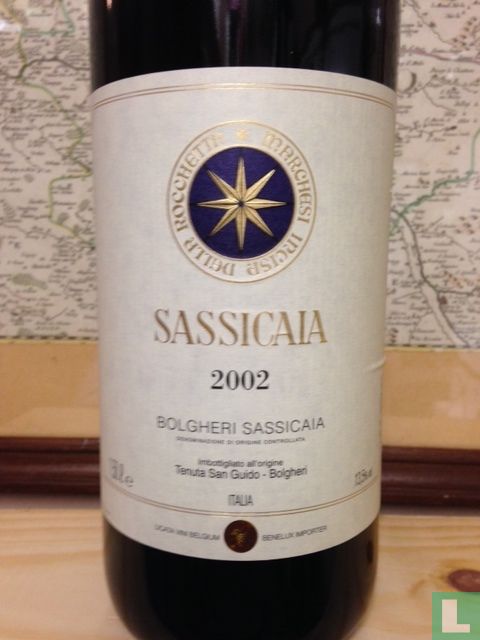 MARCHESI INCISA DELLA ROCCHETTA
SASSICAIA
2002
BOLGHERI SASSICAIA
DENOMINAZIONE DI ORIGINE CONTROLLATA
Imbottigliato all'origine
Tenuta San Guido - Bolgheri
ITALIA
BENELUX IMPORTER
L